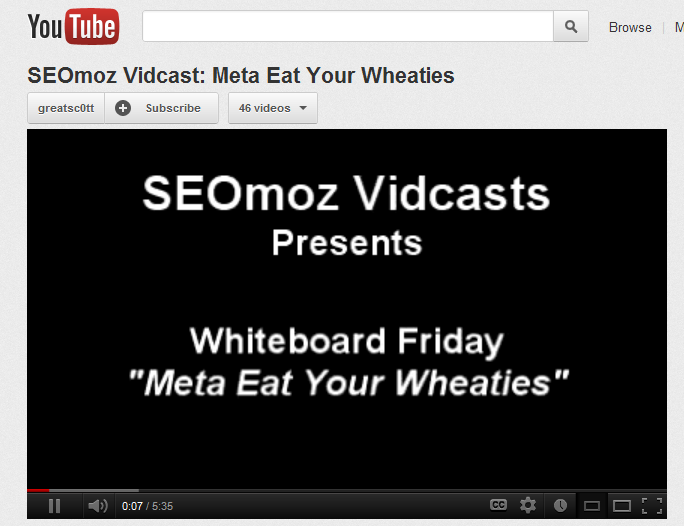 YouTube
Browse
M
SEOmoz Vidcast: Meta Eat Your Wheaties
greatsc0tt
Subscribe
46 videos
SEOmoz Vidcasts
Presents
Whiteboard Friday
"Meta Eat Your Wheaties"
0:07 / 5:35
CC